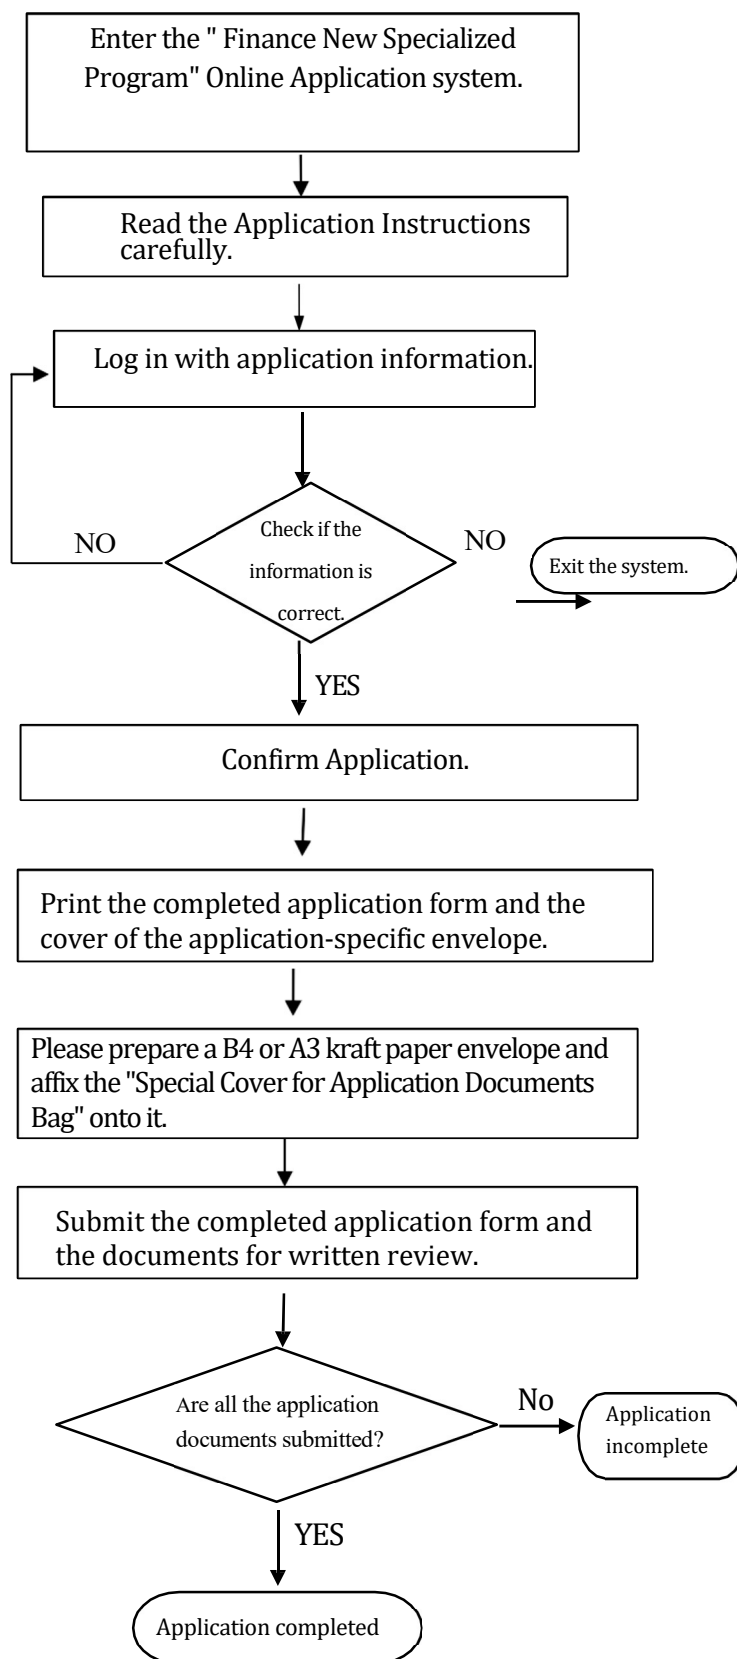 Enter the " Finance New Specialized
Program" Online Application system.
Read the Application Instructions
carefully.
Log in with application information.
Check if the
information is
correct.
NO
NO
Exit the system.
YES
Confirm Application.
Print the completed application form and the
cover of the application-specific envelope.
Please prepare a B4 or A3 kraft paper envelope and
affix the "Special Cover for Application Documents
Bag" onto it.
Submit the completed application form and
the documents for written review.
Are all the application
documents submitted?
No
Application
incomplete
YES
Application completed